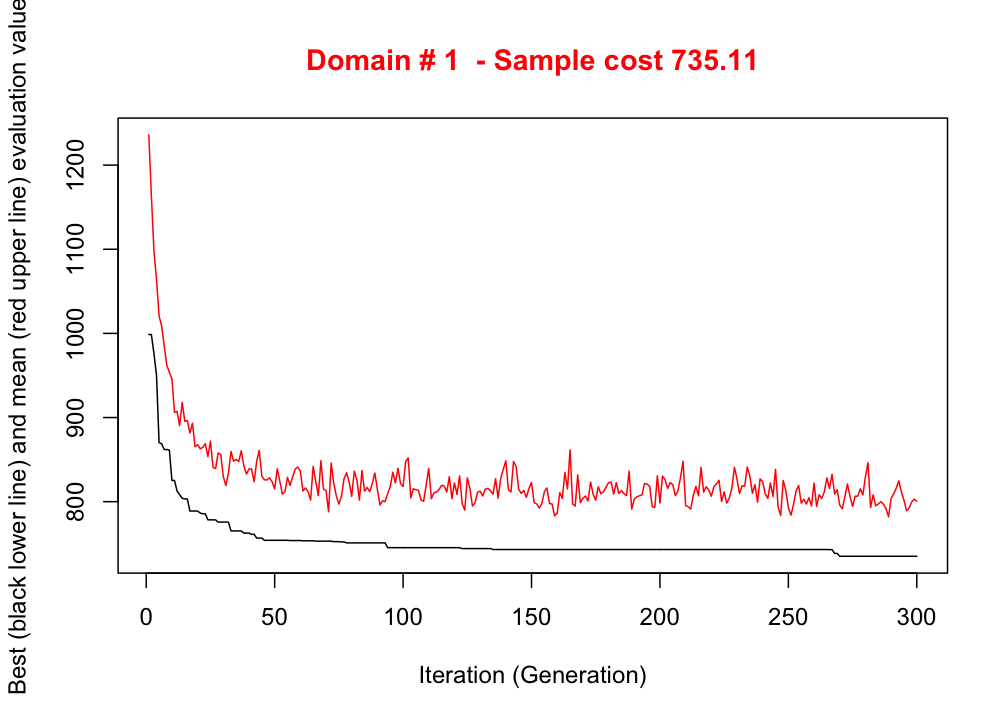 Domain # 1  - Sample cost 735.11
Best (black lower line) and mean (red upper line) evaluation value
1200
1100
1000
900
800
0 50 100 150 200 250 300
Iteration (Generation)